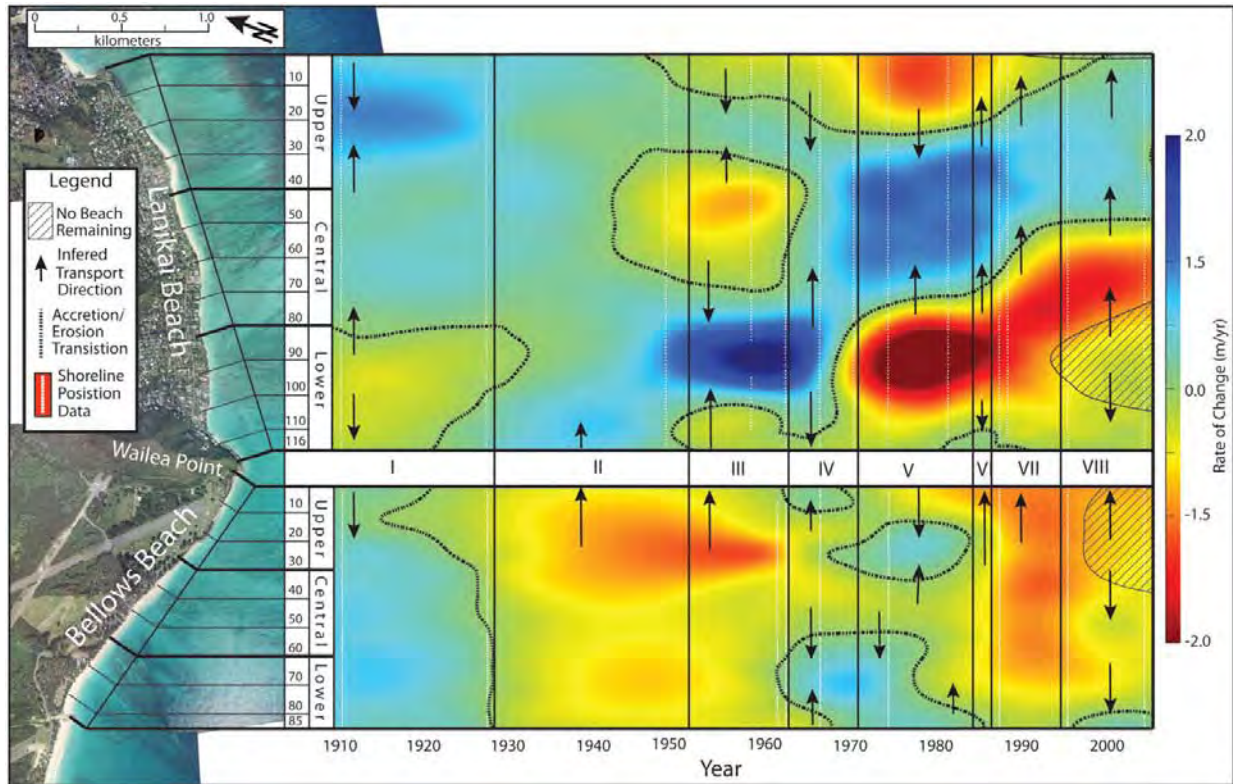 0 0.5 1.0
kilometers
N
Legend
No Beach
Remaining
Infered
Transport
Direction
Accretion/
Erosion
Transistion
Shoreline
Posistion
Data
Lanikai Beach
Wailea Point
Bellows Beach
10
20
30
40
50
60
70
80
90
100
110
116
Upper
Central
Lower
I II III IV V V VII VIII
10
20
30
40
50
60
70
80
85
Upper
Central
Lower
1910 1920 1930 1940 1950 1960 1970 1980 1990 2000
Year
2.0
1.5
0.0
-1.5
-2.0
Rate of Change (m/yr)